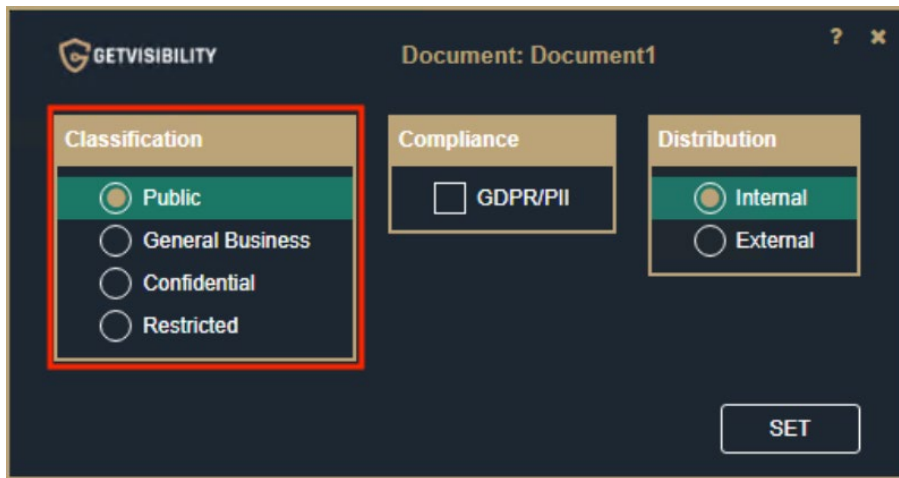 GETVISIBILITY
Document: Document1
? ×
Classification
Public
General Business
Confidential
Restricted
Compliance
GDPR/PII
Distribution
Internal
External
SET